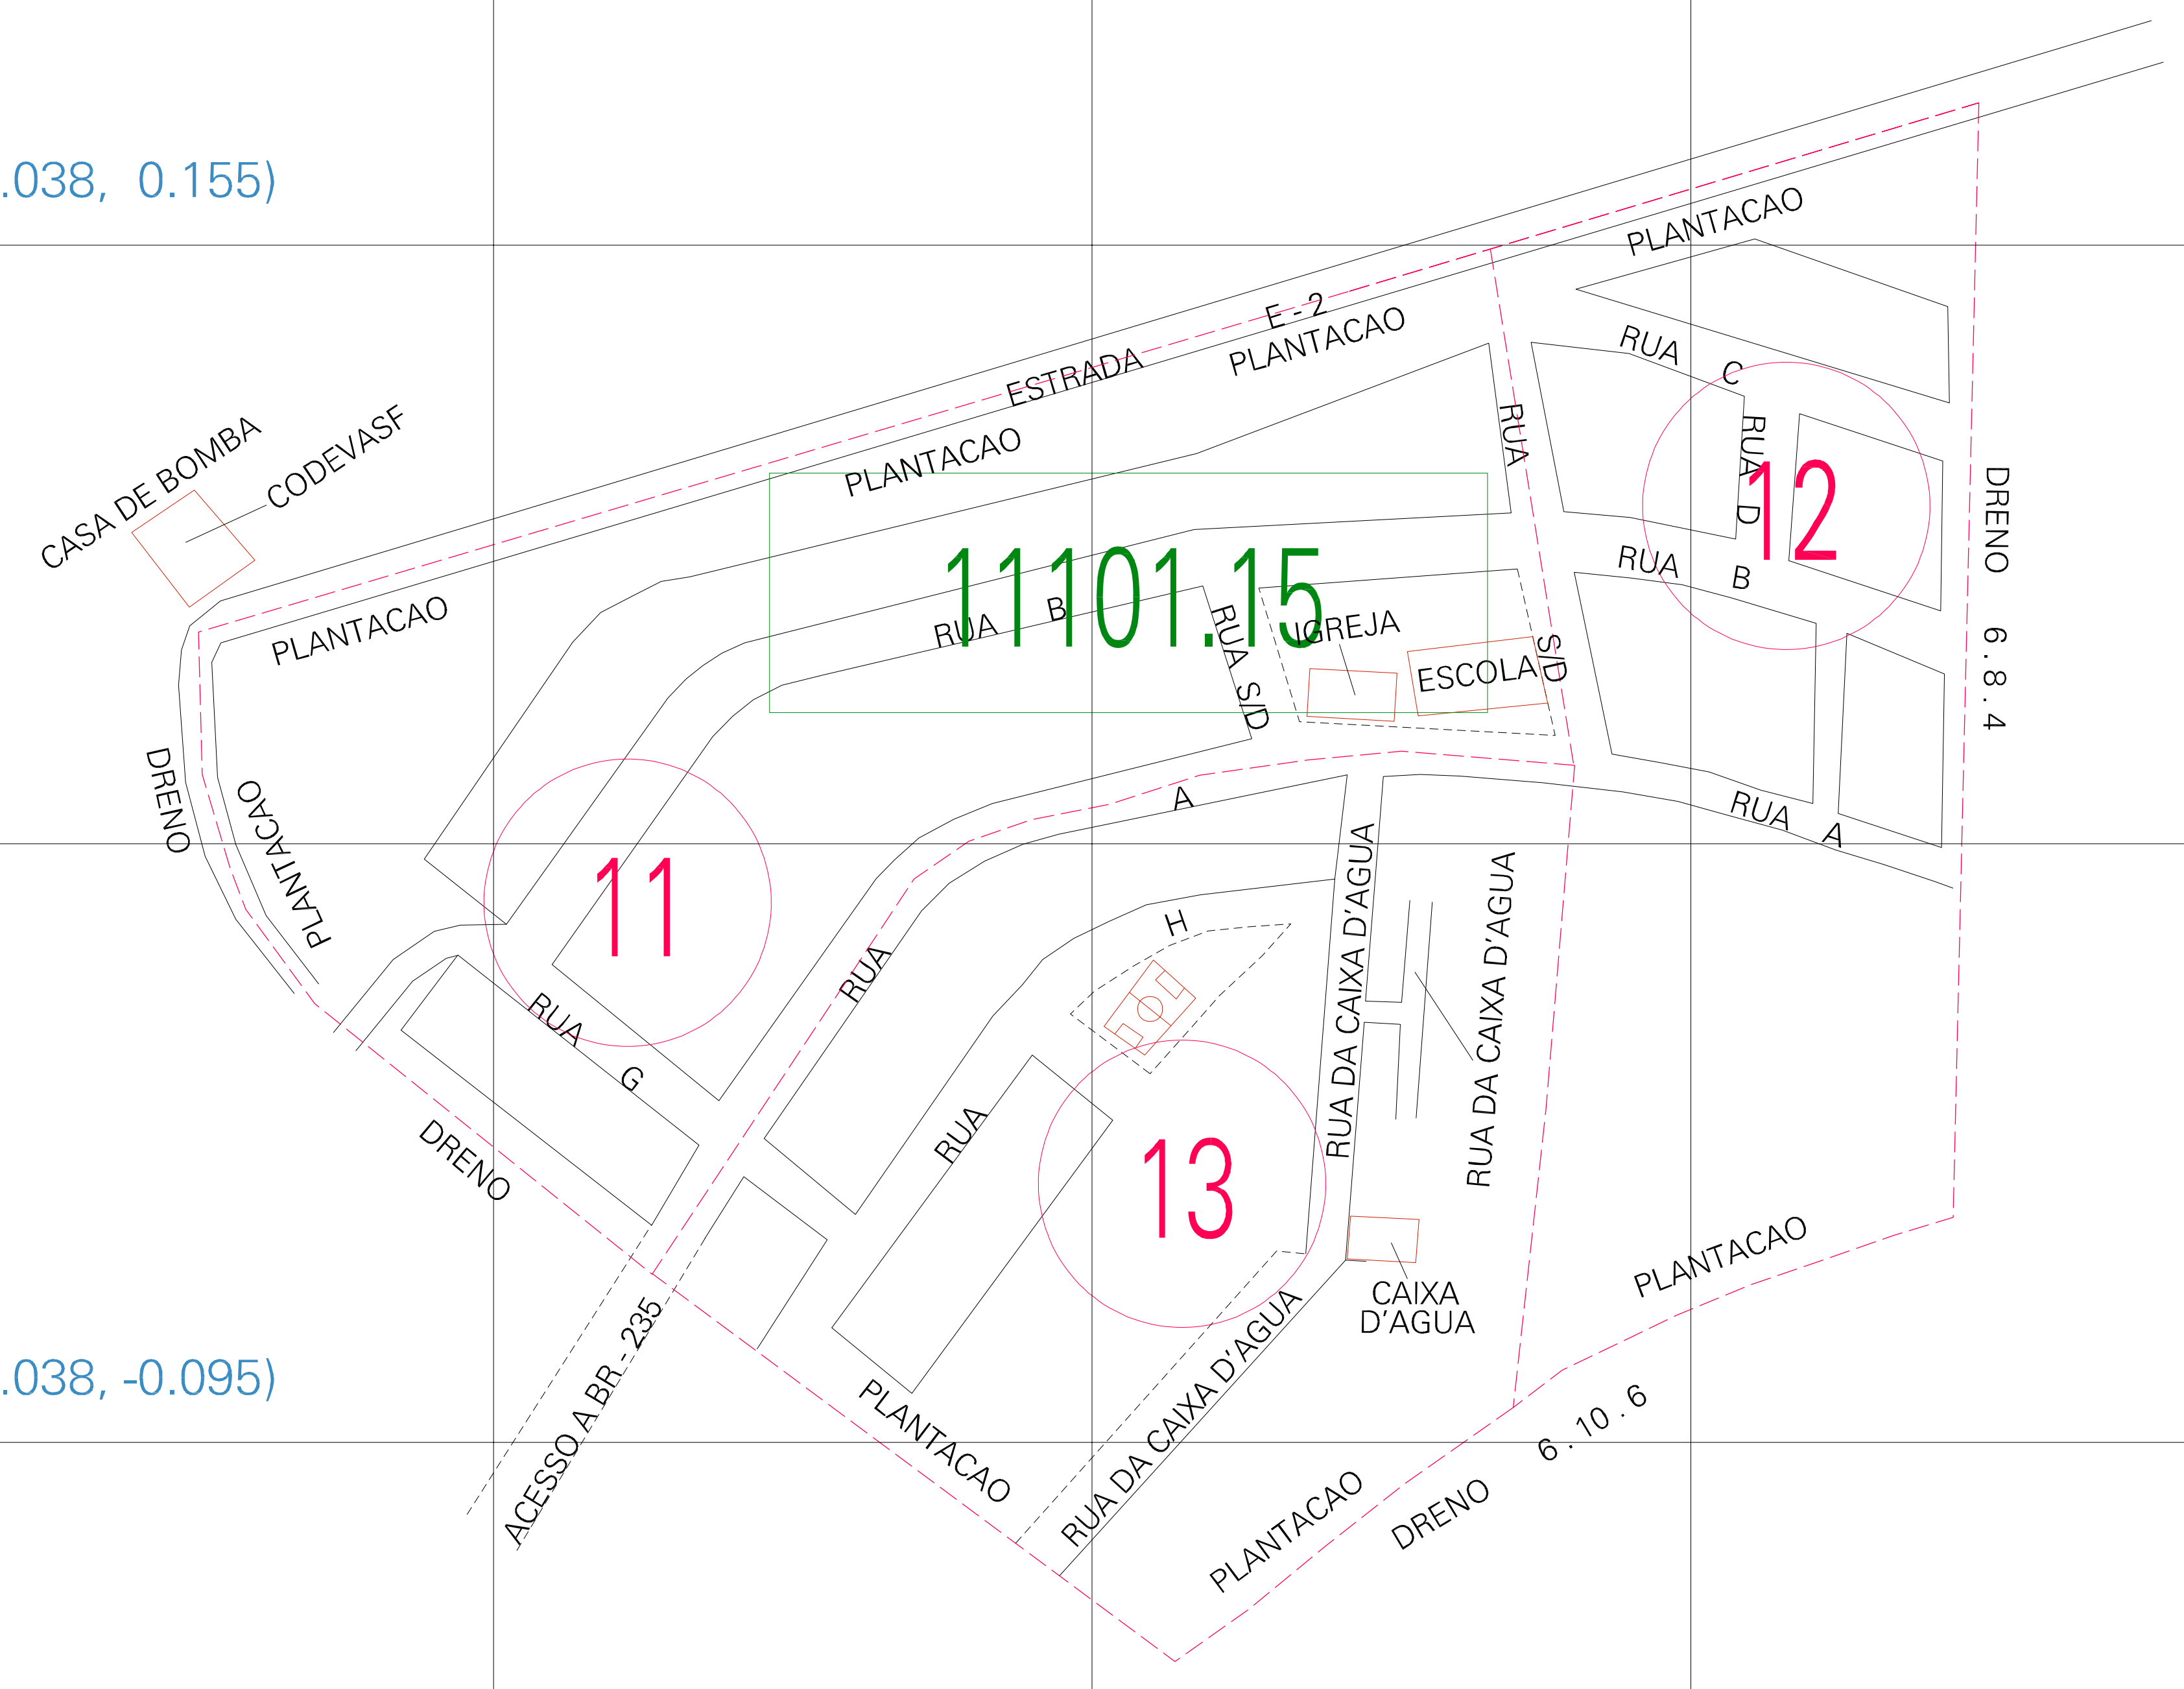 .038,  0.155)
PLANTACAO
E - 2
PLANTACAO
ESTRADA
RUA C
CASA DE BOMBA
CODEVASF
PLANTACAO
RUA
RUA D
12
DRENO 6.8.4
11101.15
RUA B
RUA B
PLANTACAO
RUA S/D
IGREJA
ESCOLA
S/D
DRENO
PLANTACAO
A
RUA A
11
RUA
H
RUA DA CAIXA D'AGUA
RUA DA CAIXA D'AGUA
RUA G
DRENO
RUA
13
PLANTACAO
CAIXA
D'AGUA
ACESSO A BR - 235
.038, -0.095)
PLANTACAO
RUA DA CAIXA D'AGUA
PLANTACAO
DRENO 6 . 10 . 6